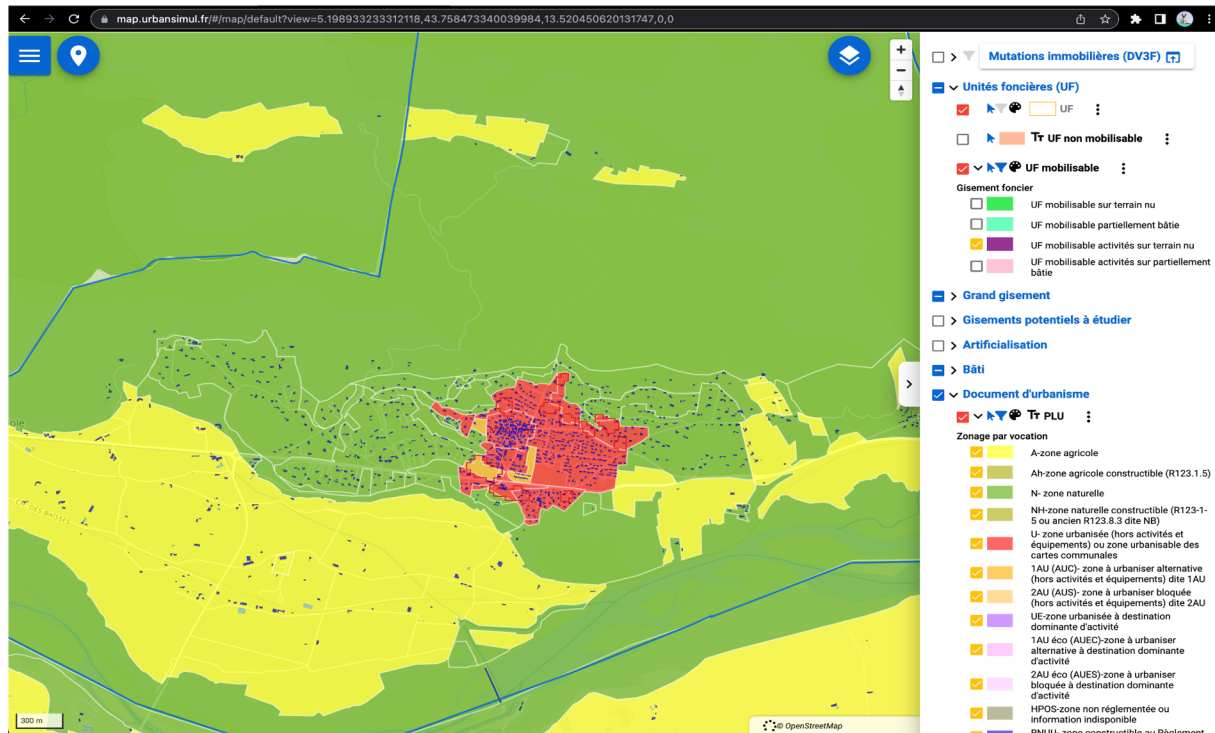 map.urbansimul.fr/#/map/default?view=5.198933233312118,43.758473340039984,13.520450620131747,0,0
Mutations immobilières (DV3F)
Unités foncières (UF)
UF
Tт UF non mobilisable
UF mobilisable
Gisement foncier
UF mobilisable sur terrain nu
UF mobilisable partiellement bâtie
UF mobilisable activités sur terrain nu
UF mobilisable activités sur partiellement
bâtie
Grand gisement
Gisements potentiels à étudier
Artificialisation
Bâti
Document d'urbanisme
Tт PLU
Zonage par vocation
A-zone agricole
Ah-zone agricole constructible (R123.1.5)
N- zone naturelle
NH-zone naturelle constructible (R123-1-
5 ou ancien R123.8.3 dite NB)
U- zone urbanisée (hors activités et
équipements) ou zone urbanisable des
cartes communales
1AU (AUC)- zone à urbaniser alternative
(hors activités et équipements) dite 1AU
2AU (AUS)- zone à urbaniser bloquée
(hors activités et équipements) dite 2AU
UE-zone urbanisée à destination
dominante d'activité
1AU éco (AUEC)-zone à urbaniser
alternative à destination dominante
d'activité
2AU éco (AUES)-zone à urbaniser
bloquée à destination dominante
d'activité
HPOS-zone non réglementée ou
information indisponible
RNUU- zone constructible au Règlement
300 m
© OpenStreetMap